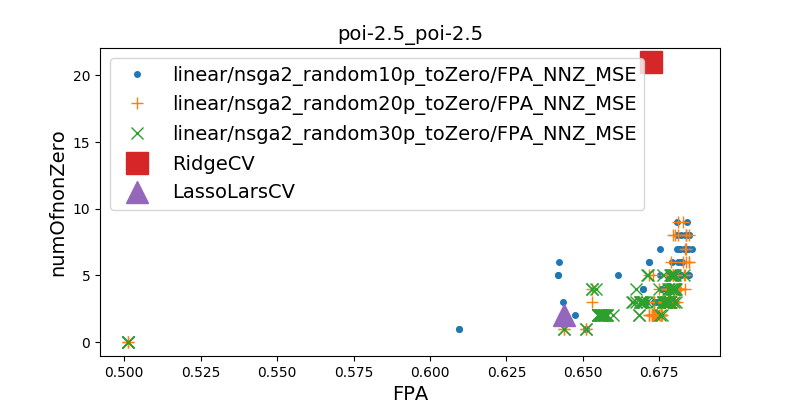 poi-2.5_poi-2.5
linear/nsga2_random10p_toZero/FPA_NNZ_MSE
linear/nsga2_random20p_toZero/FPA_NNZ_MSE
linear/nsga2_random30p_toZero/FPA_NNZ_MSE
RidgeCV
LassoLarsCV
numOfnonZero
20
15
10
5
0
0.500 0.525 0.550 0.575 0.600 0.625 0.650 0.675
FPA